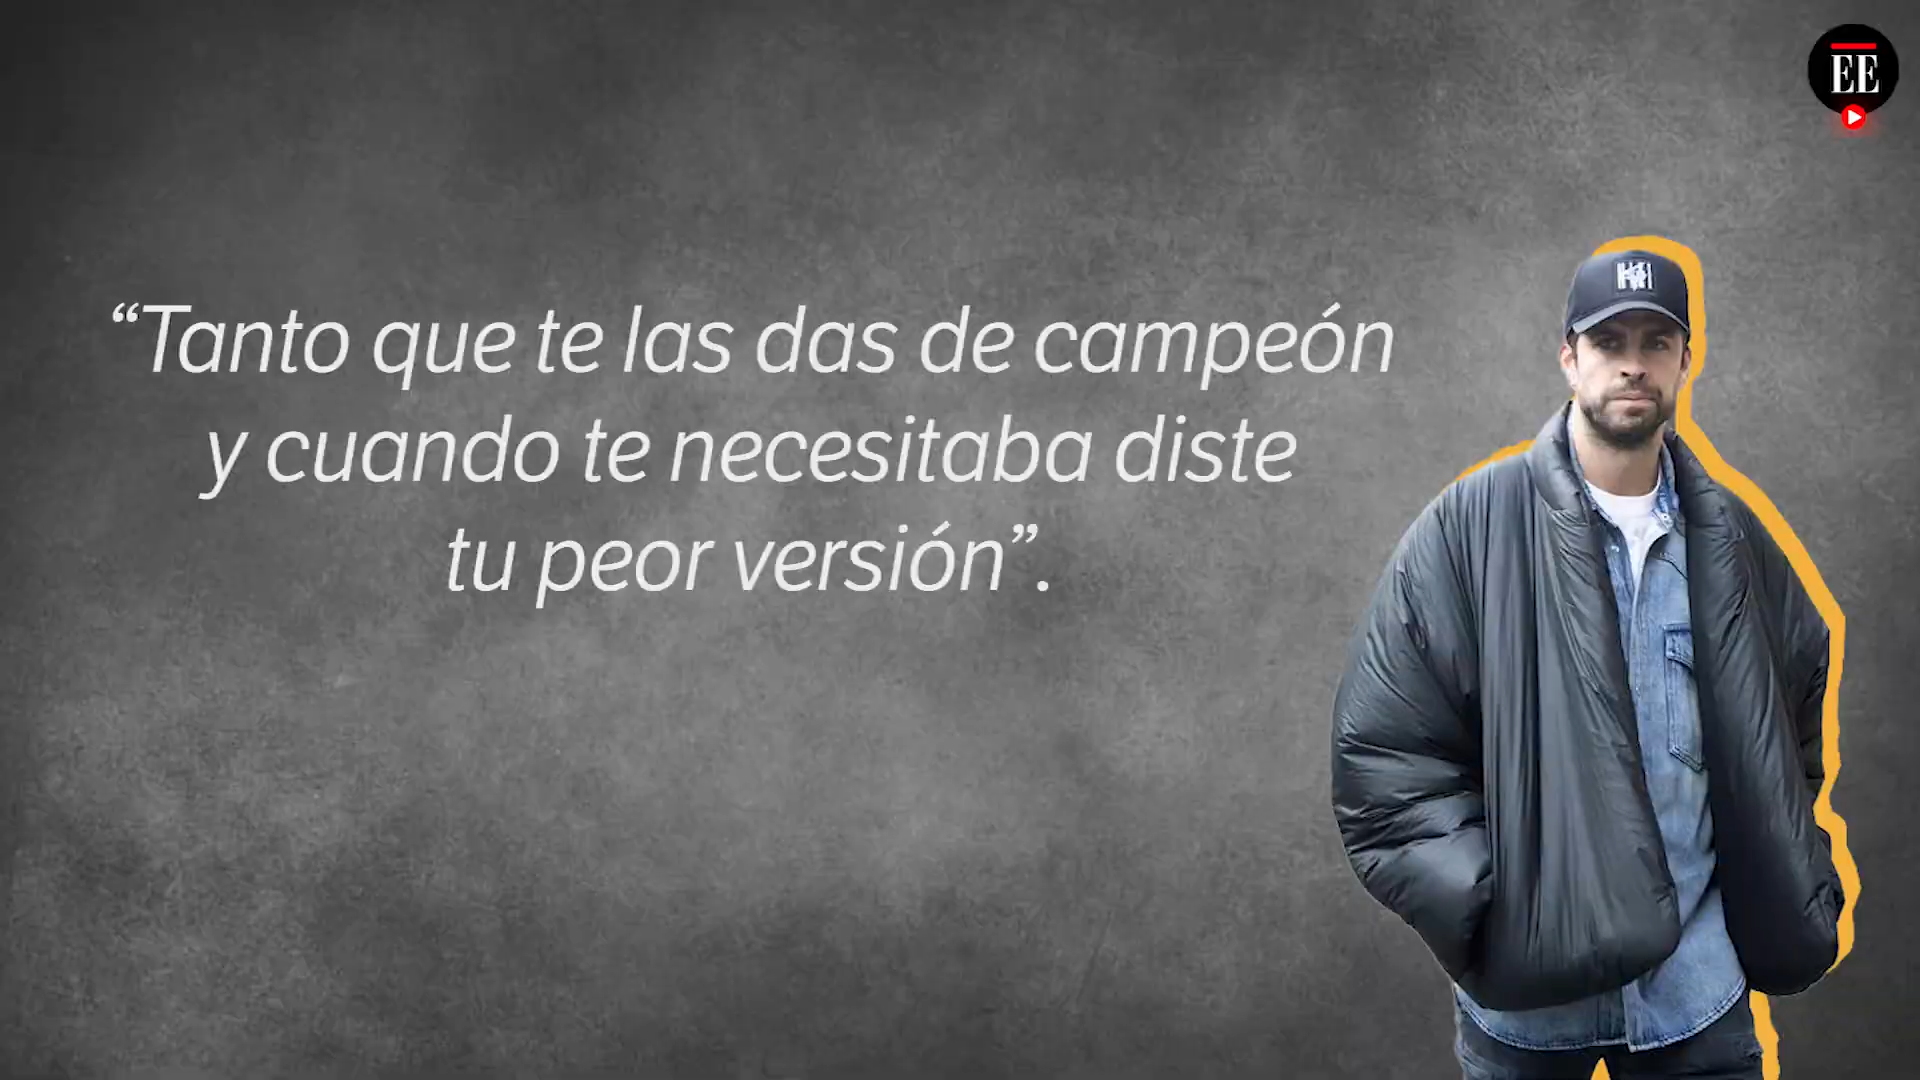 EE
“Tanto que te las das de campeón
y cuando te necesitaba diste
tu peor versión”.